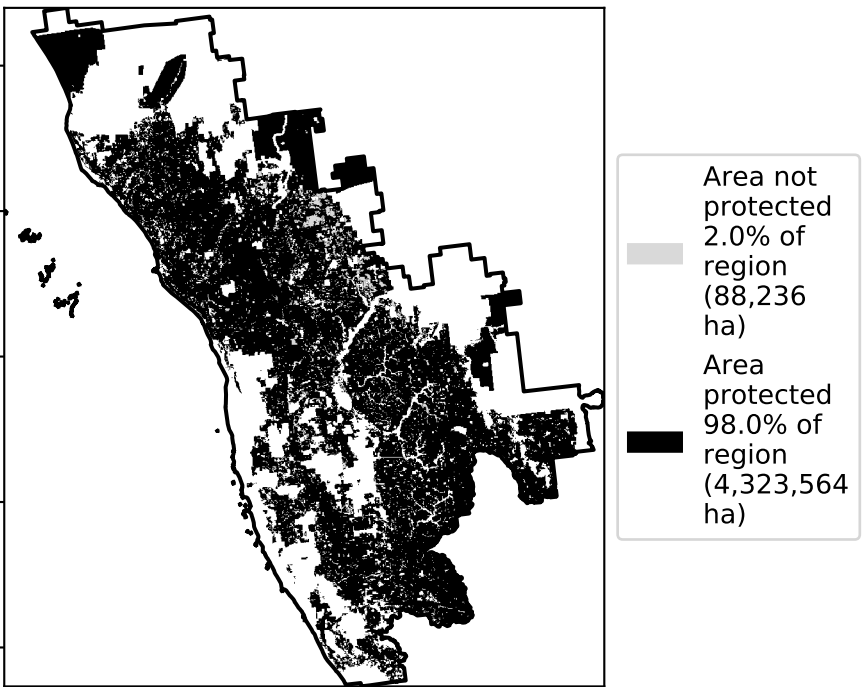 Area not
protected
2.0% of
region
(88,236
ha)
Area
protected
98.0% of
region
(4,323,564
ha)